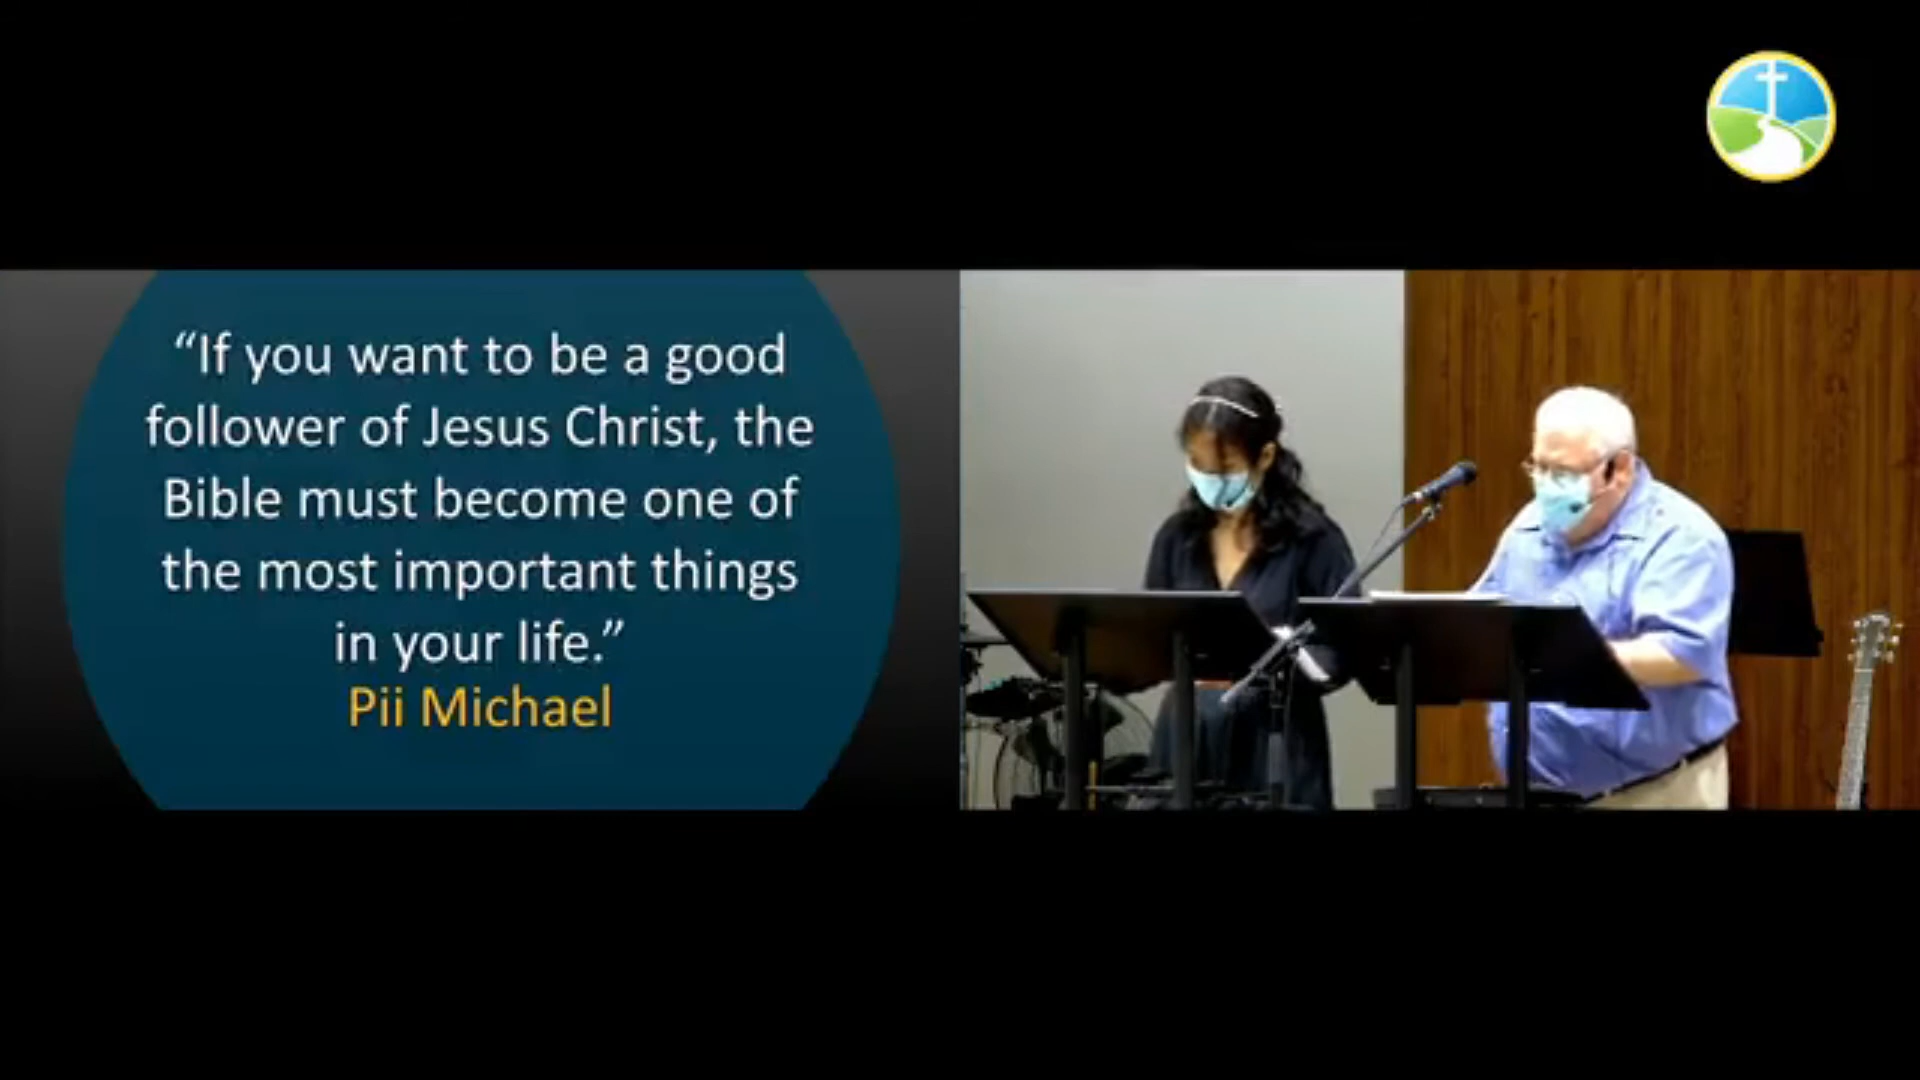 “If you want to be a good
follower of Jesus Christ, the
Bible must become one of
the most important things
in your life.”
Pii Michael